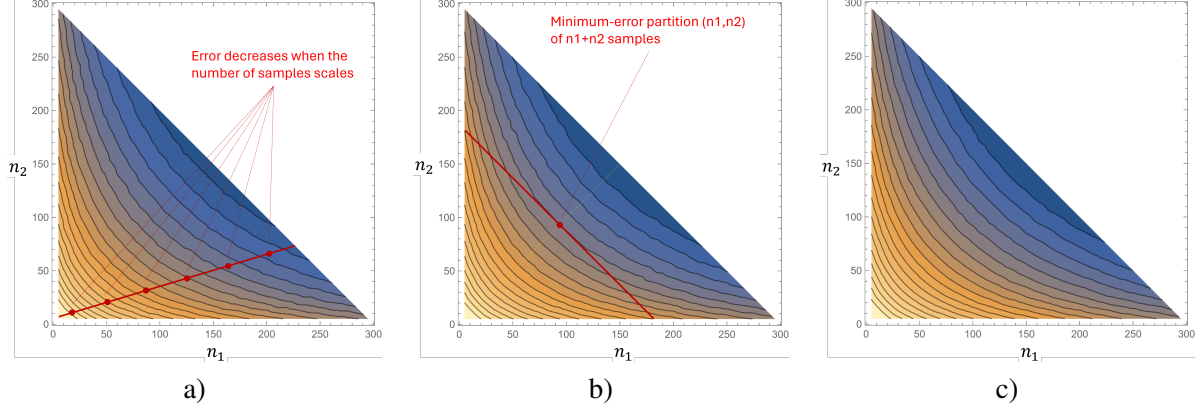 Error decreases when the
number of samples scales
300
250
200
150
100
50
0
n₂
0 50 100 150 200 250 300
n₁
a)
Minimum-error partition (n1,n2)
of n1+n2 samples
300
250
200
150
100
50
0
n₂
0 50 100 150 200 250 300
n₁
b)
300
250
200
150
100
50
0
n₂
0 50 100 150 200 250 300
n₁
c)